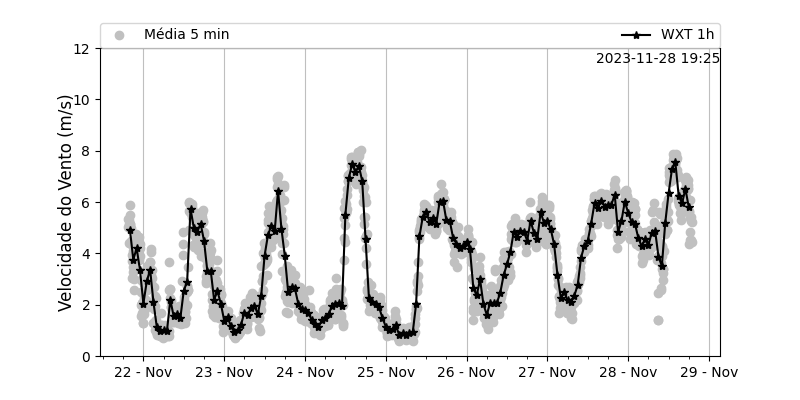 Média 5 min
WXT 1h
2023-11-28 19:25
Velocidade do Vento (m/s)
12
10
8
6
4
2
0
22 - Nov
23 - Nov
24 - Nov
25 - Nov
26 - Nov
27 - Nov
28 - Nov
29 - Nov